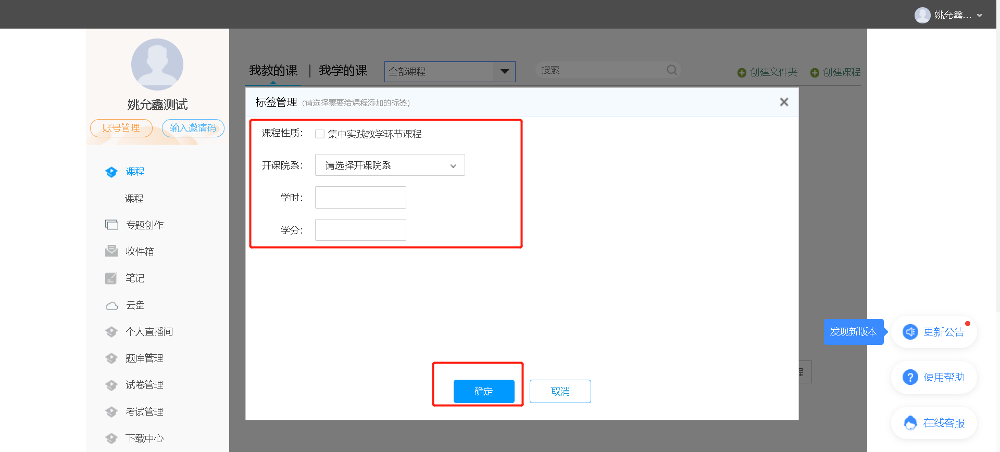 姚允鑫...
姚允鑫测试
账号管理
输入邀请码
课程
课程
专题创作
收件箱
笔记
云盘
个人直播间
题库管理
试卷管理
考试管理
下载中心
我教的课 | 我学的课
全部课程
搜索
创建文件夹
创建课程
标签管理 (请选择需要给课程添加的标签)
课程性质: 集中实践教学环节课程
开课院系: 请选择开课院系
学时:
学分:
确定
取消
程
发现新版本
更新公告
使用帮助
在线客服